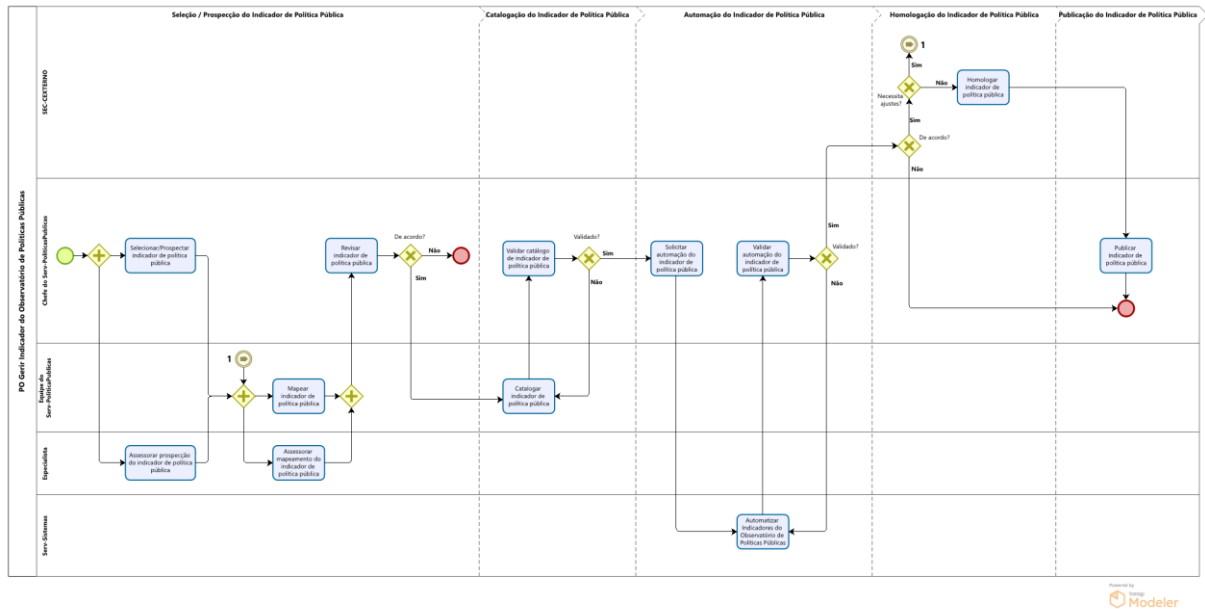 PO Gerir Indicador do Observatório de Políticas Públicas
Seleção / Prospecção do Indicador de Política Pública
Catalogação do Indicador de Política Pública
Automação do Indicador de Política Pública
Homologação do Indicador de Política Pública
Publicação do Indicador de Política Pública
SEC-CEXTERNO
1
Sim
Necessita
ajustes?
Não
Homologar
indicador de
política pública
Sim
De acordo?
Não
Chefe do Serv-PolíticasPublicas
Selecionar/Prospectar
indicador de política
pública
Revisar
indicador de
política pública
De acordo?
Não
Sim
Validar catálogo
de indicador de
política pública
Validado?
Sim
Não
Solicitar
automação do
indicador de
política pública
Validar
automação do
indicador de
política pública
Sim
Validado?
Não
Publicar
indicador de
política pública
Equipe do
Serv-PolíticaPublicas
1
Mapear
indicador de
política pública
Catalogar
indicador de
política pública
Especialista
Assessorar prospecção
do indicador de política
pública
Assessorar
mapeamento do
indicador de
política pública
Serv-Sistemas
Automatizar
Indicadores do
Observatório de
Políticas Públicas
Powered by
bizagi
Modeler